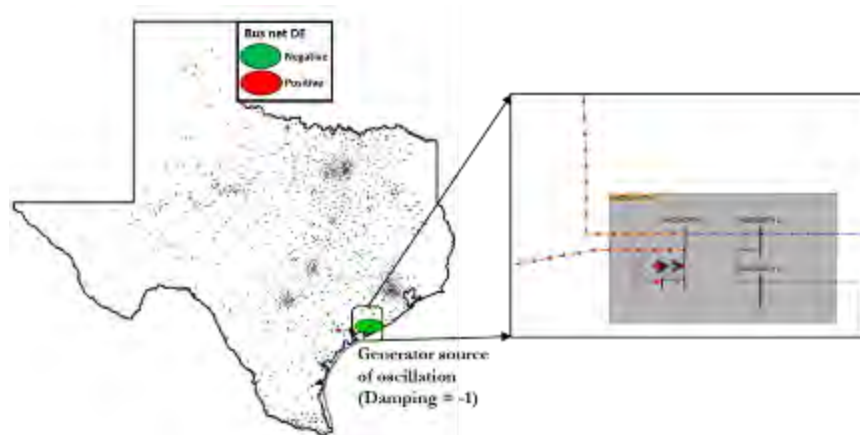 Bus net DE
Negative
Positive
Generator source
of oscillation
(Damping = -1)